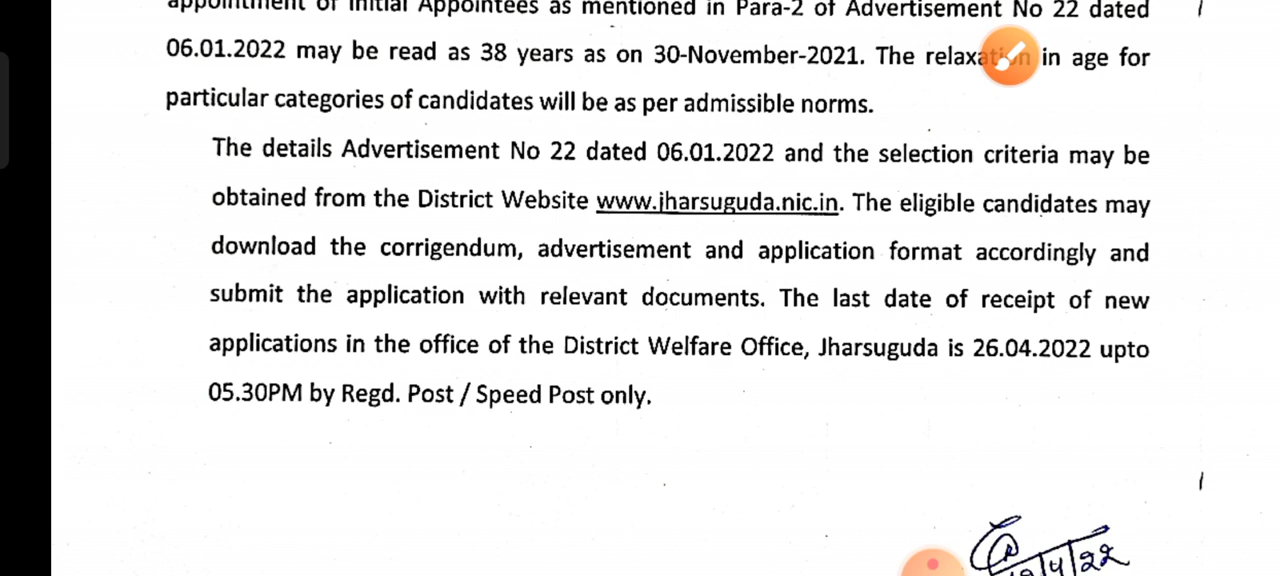 appointment of Initial Appointees as mentioned in Para-2 of Advertisement No 22 dated
06.01.2022 may be read as 38 years as on 30-November-2021. The relaxation in age for
particular categories of candidates will be as per admissible norms.
The details Advertisement No 22 dated 06.01.2022 and the selection criteria may be
obtained from the District Website www.jharsuguda.nic.in. The eligible candidates may
download the corrigendum, advertisement and application format accordingly and
submit the application with relevant documents. The last date of receipt of new
applications in the office of the District Welfare Office, Jharsuguda is 26.04.2022 upto
05.30PM by Regd. Post / Speed Post only.